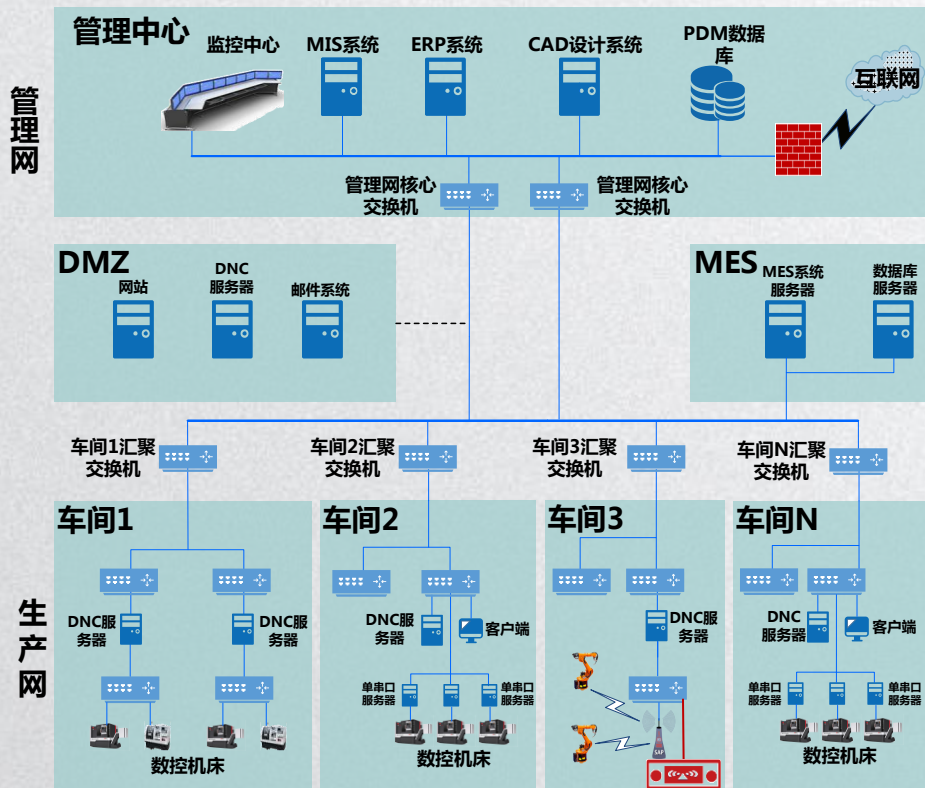 管理中心
监控中心
MIS系统
ERP系统
CAD设计系统
PDM数据
库
互联网
管理网
管理网核心
交换机
管理网核心
交换机
DMZ
网站
DNC
服务器
邮件系统
MES
MES系统
服务器
数据库
服务器
车间1汇聚
交换机
车间2汇聚
交换机
车间3汇聚
交换机
车间N汇聚
交换机
生产网
车间1
DNC服
务器
DNC服
务器
数控机床
车间2
DNC服
务器
客户端
单串口
服务器
单串口
服务器
数控机床
车间3
DNC服
务器
SAP
车间N
DNC
服务器
客户端
单串口
服务器
单串口
服务器
数控机床